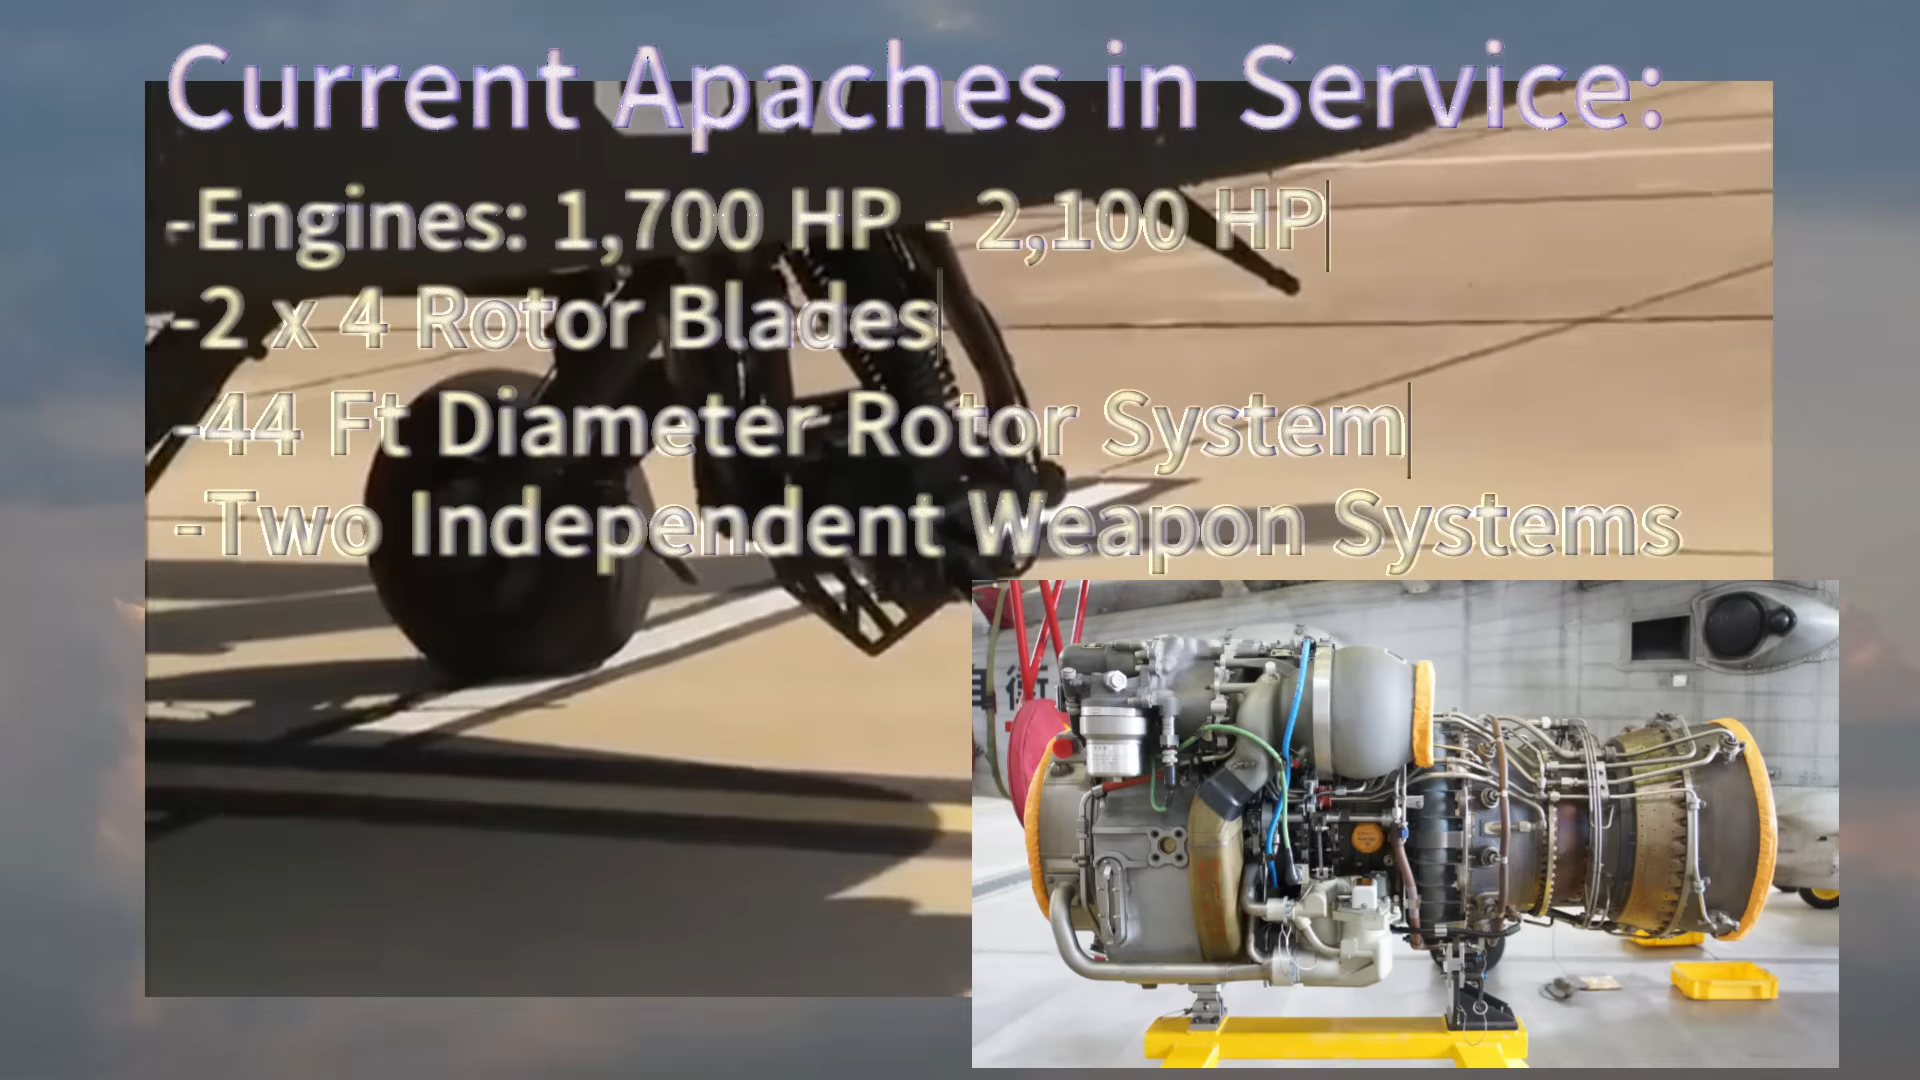 Current Apaches in Service:
-Engines: 1,700 HP - 2,100 HP
-2 x 4 Rotor Blades
-44 Ft Diameter Rotor System
-Two Independent Weapon Systems
衛